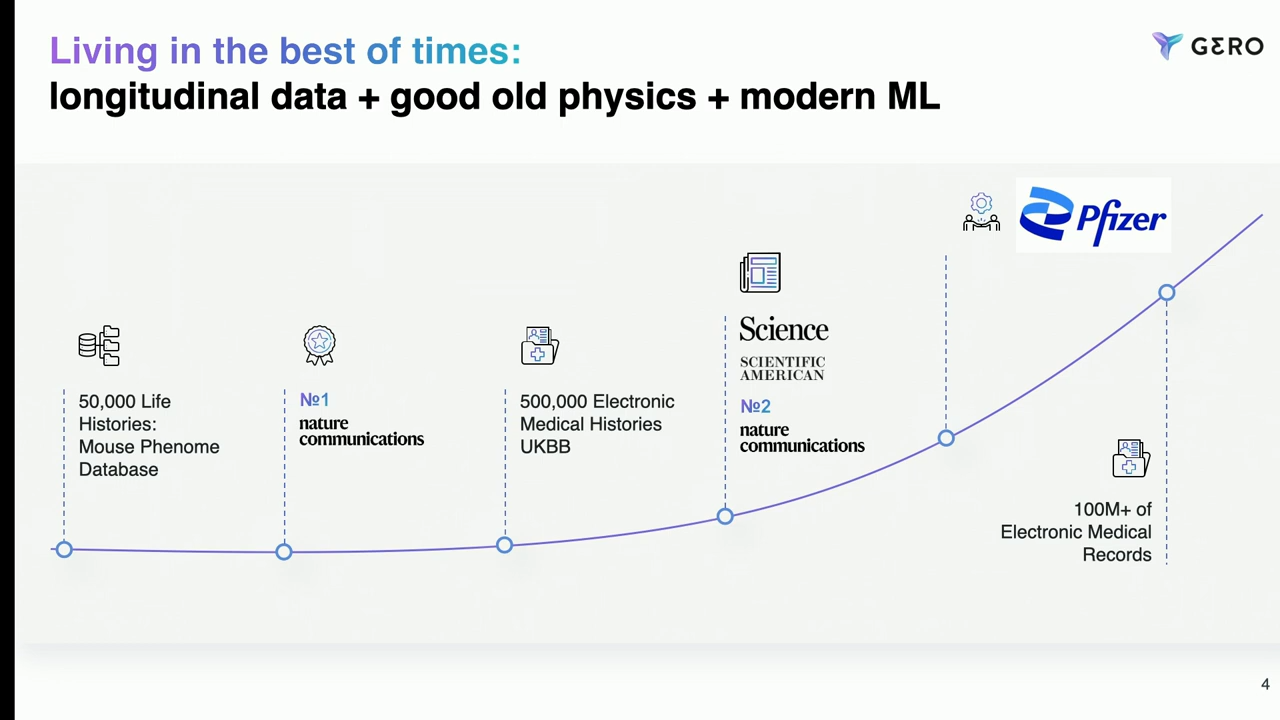 Living in the best of times:
longitudinal data + good old physics + modern ML
GERO
50,000 Life
Histories:
Mouse Phenome
Database
№1
nature
communications
500,000 Electronic
Medical Histories
UKBB
Science
SCIENTIFIC
AMERICAN
№2
nature
communications
Pfizer
100M+ of
Electronic Medical
Records
4